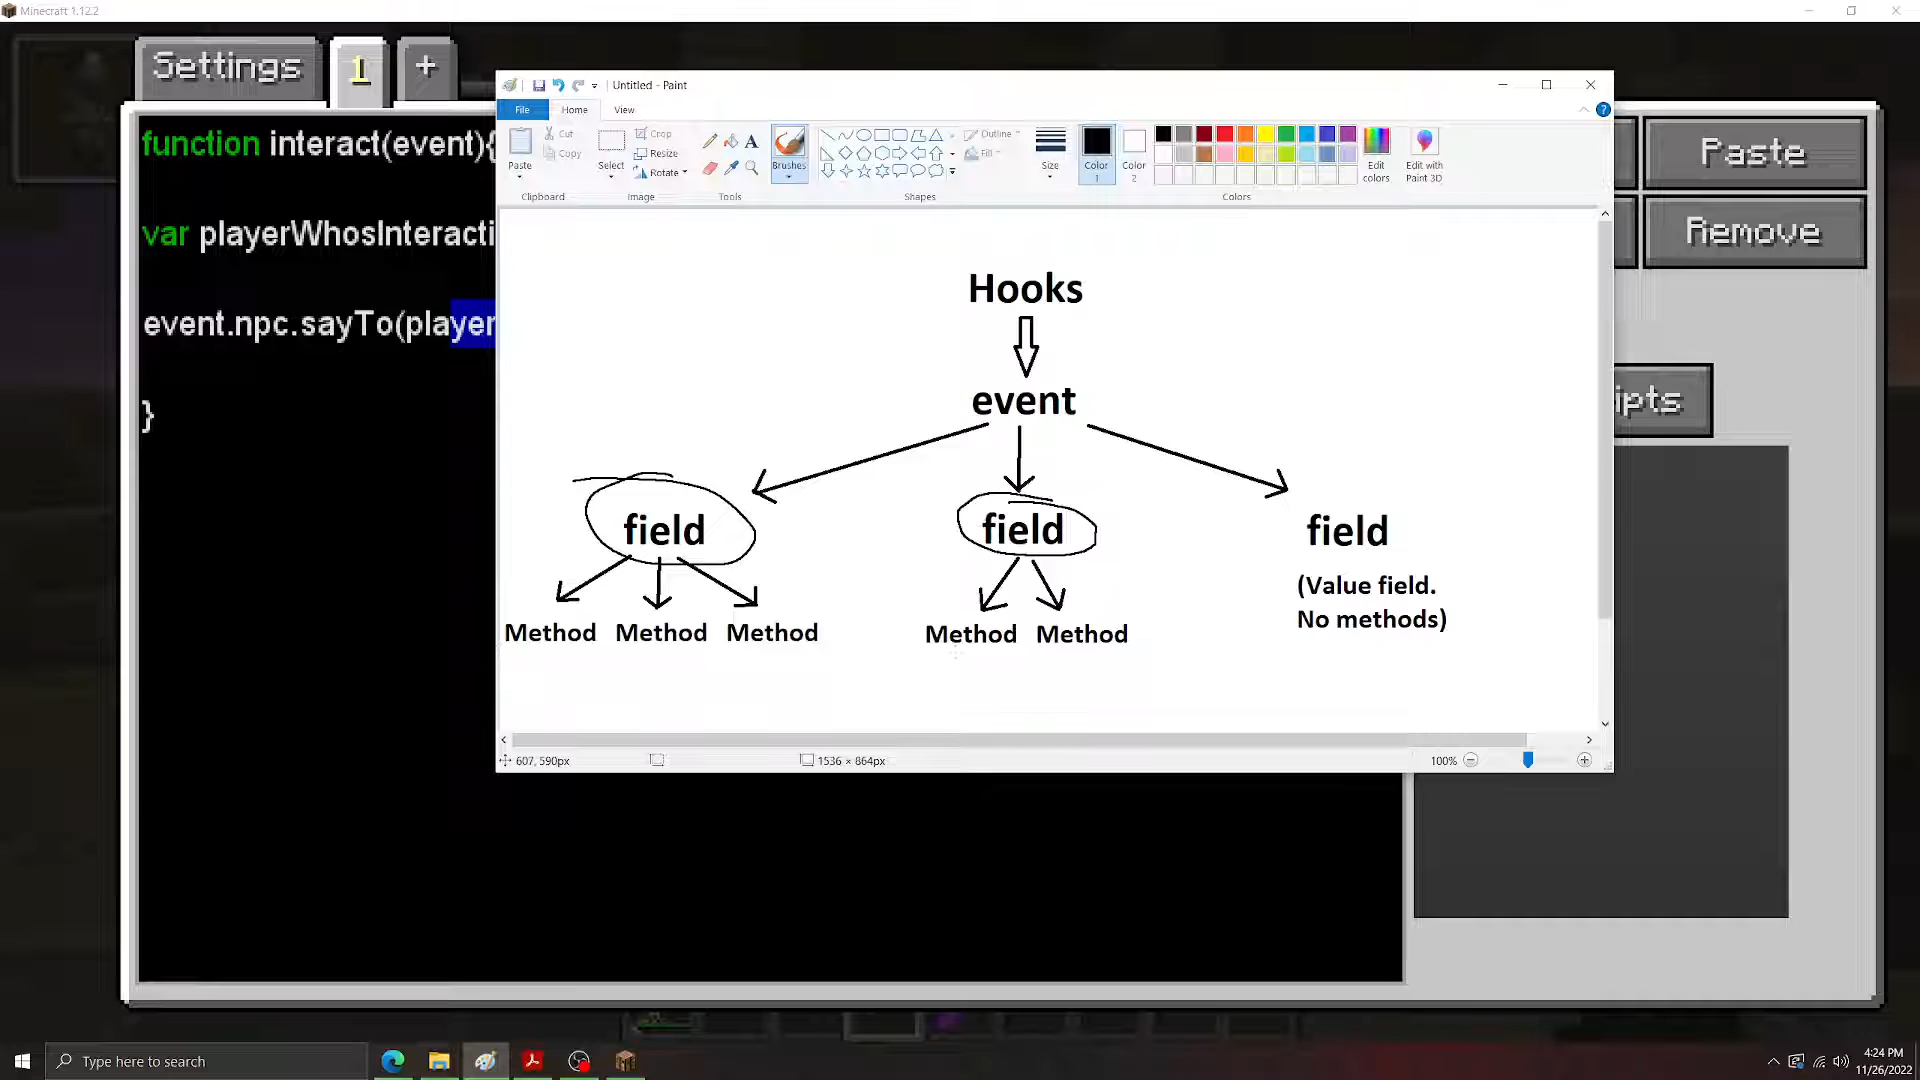 Minecraft 1.12.2
Settings
1
+
function interact(event){
var playerWhosInteracti
event.npc.sayTo(player
}
Paste
Remove
ipts
Untitled - Paint
File
Home
View
Paste
Cut
Copy
Clipboard
Select
Crop
Resize
Rotate
Image
A
Tools
Brushes
Outline
Fill
Shapes
Size
Color
1
Color
2
Edit
colors
Edit with
Paint 3D
Colors
Hooks
event
field
field
field
(Value field.
No methods)
Method Method Method
Method Method
607, 590px
1536 × 864px
100%
Type here to search
4:24 PM
11/26/2022